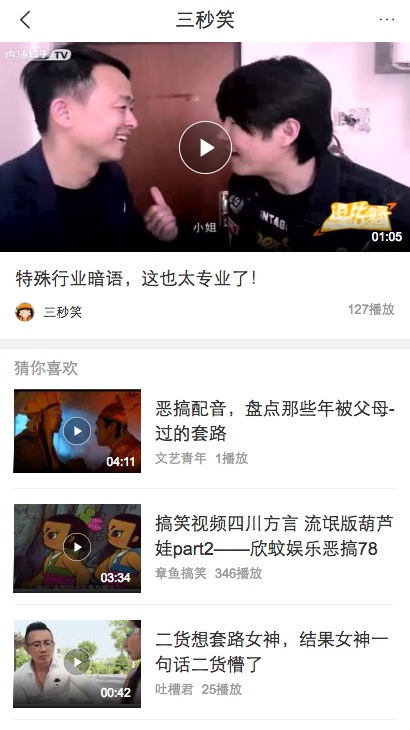 三秒笑
TV
小姐
01:05
特殊行业暗语，这也太专业了！
三秒笑
127播放
猜你喜欢
恶搞配音，盘点那些年被父母-
过的套路
文艺青年 1播放
04:11
搞笑视频四川方言 流氓版葫芦
娃part2——欣蚊娱乐恶搞78
章鱼搞笑 346播放
03:34
二货想套路女神，结果女神一
句话二货懵了
吐槽君 25播放
00:42